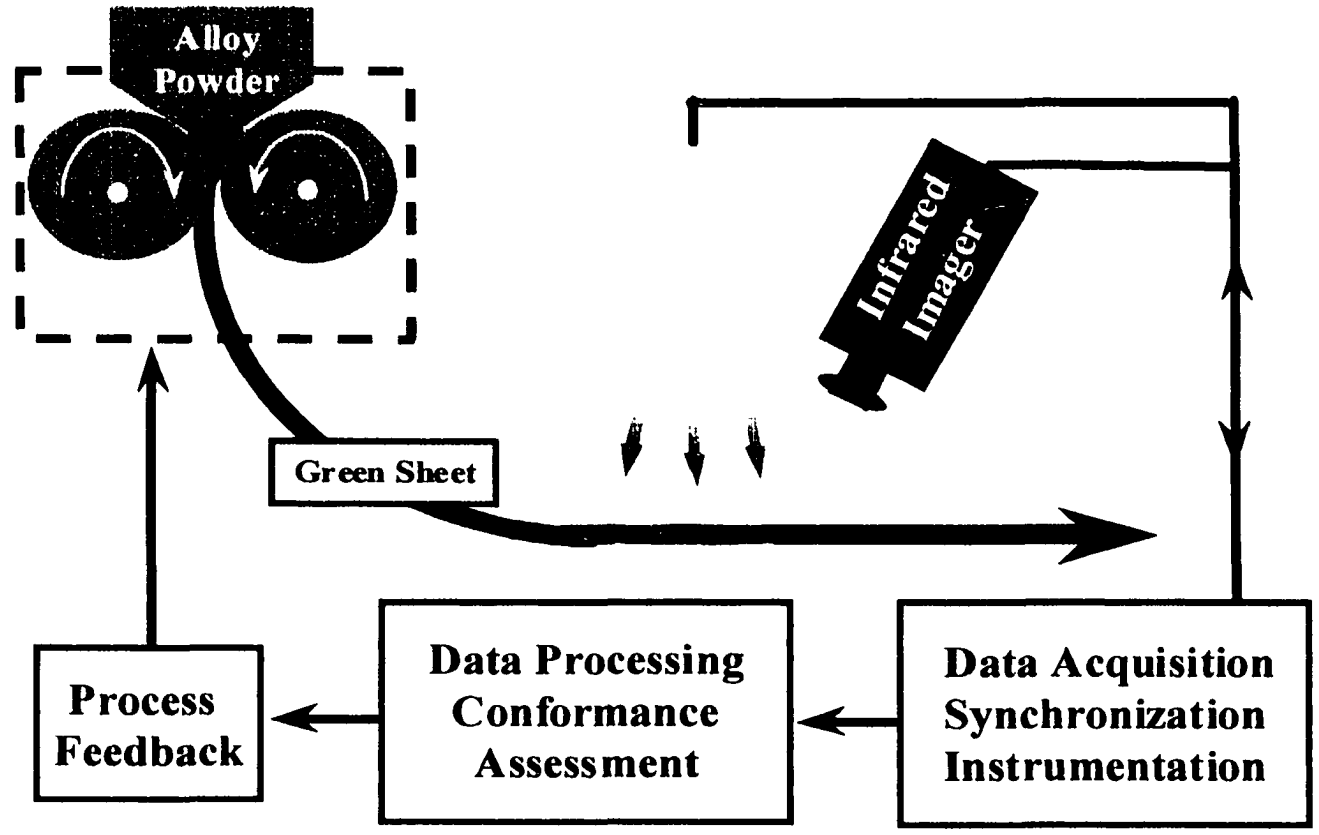 Alloy
Powder
Infrared
Imager
Green Sheet
Process
Feedback
Data Processing
Conformance
Assessment
Data Acquisition
Synchronization
Instrumentation